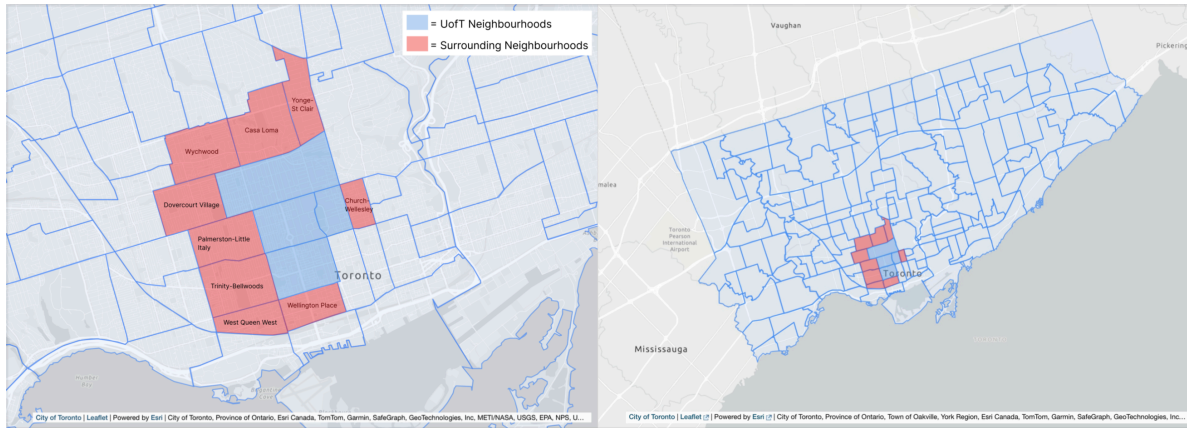 = UofT Neighbourhoods
= Surrounding Neighbourhoods
Yonge-
St Clair
Casa Loma
Wychwood
Dovercourt Village
Church-
Wellesley
Palmerston-Little
Italy
Toronto
Trinity-Bellwoods
Wellington Place
West Queen West
Humber
Bay
City of Toronto | Leaflet | Powered by Esri | City of Toronto, Province of Ontario, Esri Canada, TomTom, Garmin, SafeGraph, GeoTechnologies, Inc, METI/NASA, USGS, EPA, NPS, U...
Vaughan
Pickering
malea
Toronto
Pearson
International
Airport
Toronto
Mississauga
City of Toronto | Leaflet | Powered by Esri | City of Toronto, Province of Ontario, Town of Oakville, York Region, Esri Canada, TomTom, Garmin, SafeGraph, GeoTechnologies, Inc...